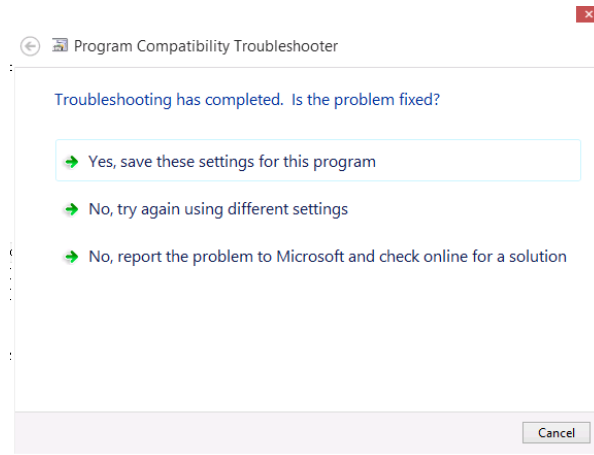 Program Compatibility Troubleshooter
Troubleshooting has completed. Is the problem fixed?
Yes, save these settings for this program
No, try again using different settings
No, report the problem to Microsoft and check online for a solution
Cancel